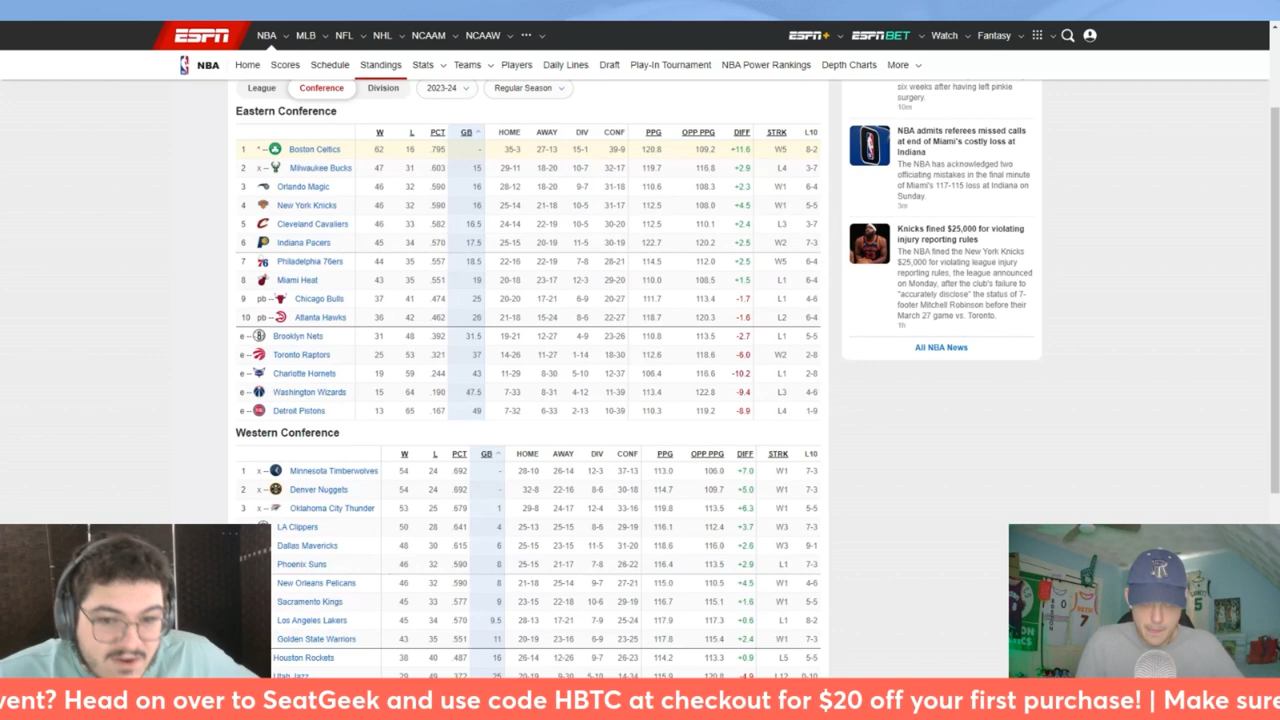 ESPN NBA MLB NFL NHL NCAAM NCAAW ESPN+ ESPN BET Watch Fantasy
NBA Home Scores Schedule Standings Stats Teams Players Daily Lines Draft Play-In Tournament NBA Power Rankings Depth Charts More
League Conference Division 2023-24 Regular Season
Eastern Conference
W L PCT GB HOME AWAY DIV CONF PPG OPP PPG DIFF STRK L10
1 * -- Boston Celtics 62 16 .795 - 35-3 27-13 15-1 39-9 120.8 109.2 +11.6 W5 8-2
2 x -- Milwaukee Bucks 47 31 .603 15 29-11 18-20 10-7 32-17 119.7 116.8 +2.9 L4 3-7
3 Orlando Magic 46 32 .590 16 28-12 18-20 9-7 31-18 110.6 108.3 +2.3 W1 6-4
4 New York Knicks 46 32 .590 16 25-14 21-18 10-5 31-17 112.5 108.0 +4.5 W1 5-5
5 Cleveland Cavaliers 46 33 .582 16.5 24-14 22-19 10-5 30-20 112.5 110.1 +2.4 L3 3-7
6 Indiana Pacers 45 34 .570 17.5 25-15 20-19 11-5 30-19 122.7 120.2 +2.5 W2 7-3
7 Philadelphia 76ers 44 35 .557 18.5 22-16 22-19 7-8 28-21 114.5 112.0 +2.5 W5 6-4
8 Miami Heat 43 35 .551 19 20-18 23-17 12-3 29-20 110.0 108.5 +1.5 L1 6-4
9 pb -- Chicago Bulls 37 41 .474 25 20-20 17-21 6-9 20-27 111.7 113.4 -1.7 L1 4-6
10 pb -- Atlanta Hawks 36 42 .462 26 21-18 15-24 8-6 22-27 118.7 120.3 -1.6 L2 6-4
e -- Brooklyn Nets 31 48 .392 31.5 19-21 12-27 4-9 23-26 110.8 113.5 -2.7 L1 5-5
e -- Toronto Raptors 25 53 .321 37 14-26 11-27 1-14 18-30 112.6 118.6 -6.0 W2 2-8
e -- Charlotte Hornets 19 59 .244 43 11-29 8-30 5-10 12-37 106.4 116.6 -10.2 L1 2-8
e -- Washington Wizards 15 64 .190 47.5 7-33 8-31 4-12 11-39 113.4 122.8 -9.4 L3 4-6
e -- Detroit Pistons 13 65 .167 49 7-32 6-33 2-13 10-39 110.3 119.2 -8.9 L4 1-9
Western Conference
W L PCT GB HOME AWAY DIV CONF PPG OPP PPG DIFF STRK L10
1 x -- Minnesota Timberwolves 54 24 .692 - 28-10 26-14 12-3 37-13 113.0 106.0 +7.0 W1 7-3
2 x -- Denver Nuggets 54 24 .692 - 32-8 22-16 8-6 30-18 114.7 109.7 +5.0 W1 7-3
3 x -- Oklahoma City Thunder 53 25 .679 1 29-8 24-17 12-4 33-16 119.8 113.5 +6.3 W1 5-5
LA Clippers 50 28 .641 4 25-13 25-15 8-6 29-19 116.1 112.4 +3.7 W3 7-3
Dallas Mavericks 48 30 .615 6 25-15 23-15 11-5 31-20 118.6 116.0 +2.6 W3 9-1
Phoenix Suns 46 32 .590 8 25-15 21-17 7-8 26-22 116.4 113.5 +2.9 L1 7-3
New Orleans Pelicans 46 32 .590 8 21-18 25-14 9-7 27-21 115.0 110.5 +4.5 W1 4-6
Sacramento Kings 45 33 .577 9 23-15 22-18 10-6 29-19 116.7 115.1 +1.6 W1 5-5
Los Angeles Lakers 45 34 .570 9.5 28-13 17-21 7-9 25-24 117.9 117.3 +0.6 L1 8-2
Golden State Warriors 43 35 .551 11 20-19 23-16 6-9 23-25 117.8 115.4 +2.4 W1 7-3
Houston Rockets 38 40 .487 16 26-14 12-26 9-7 26-23 114.2 113.3 +0.9 L5 5-5
Utah Jazz 29 49 .372 25
six weeks after having left pinkie
surgery.
10m
NBA admits referees missed calls
at end of Miami's costly loss at
Indiana
The NBA has acknowledged two
officiating mistakes in the final minute
of Miami's 117-115 loss at Indiana on
Sunday.
3m
Knicks fined $25,000 for violating
injury reporting rules
The NBA fined the New York Knicks
$25,000 for violating league injury
reporting rules, the league announced
on Monday, after the club's failure to
"accurately disclose" the status of 7-
footer Mitchell Robinson before their
March 27 game vs. Toronto.
1h
All NBA News
vent? Head on over to SeatGeek and use code HBTC at checkout for $20 off your first purchase! | Make sure